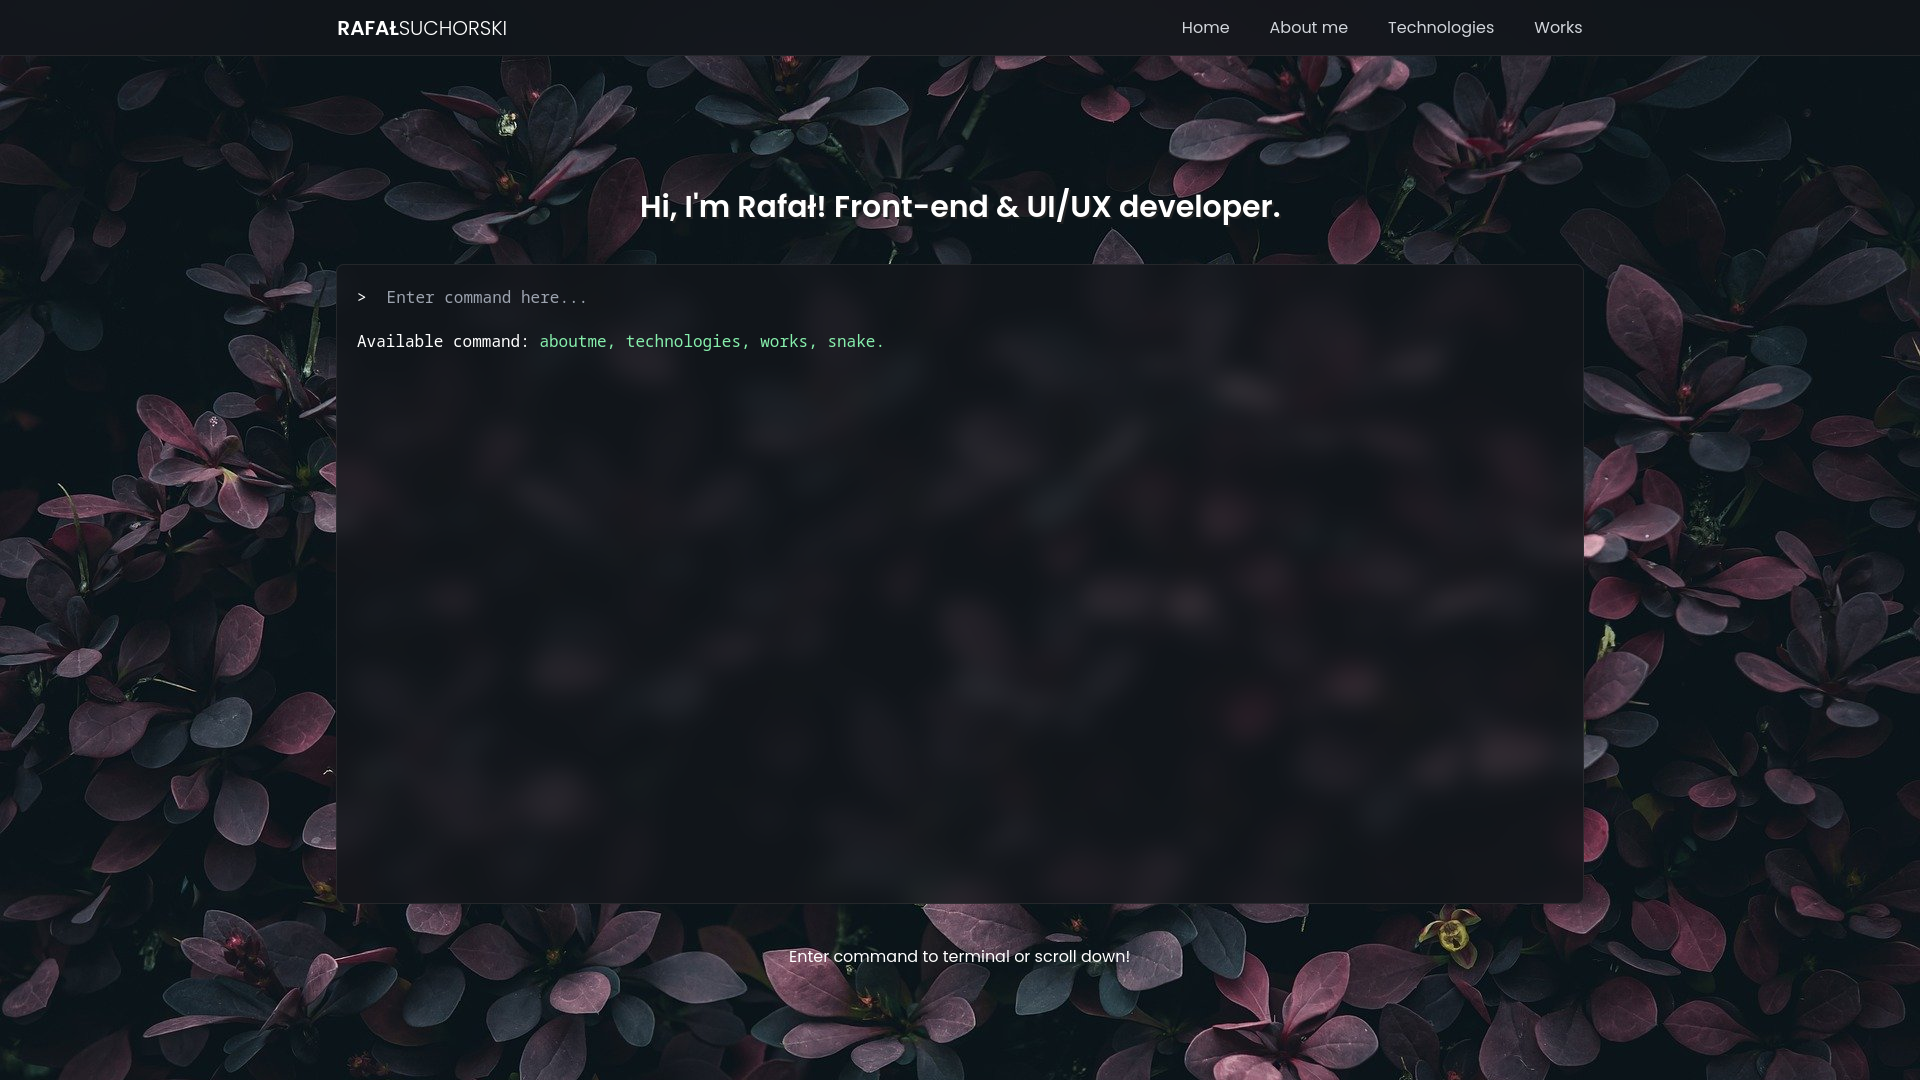 RAFAŁSUCHORSKI
Home About me Technologies Works
Hi, I'm Rafał! Front-end & UI/UX developer.
> Enter command here...
Available command: aboutme, technologies, works, snake.
Enter command to terminal or scroll down!